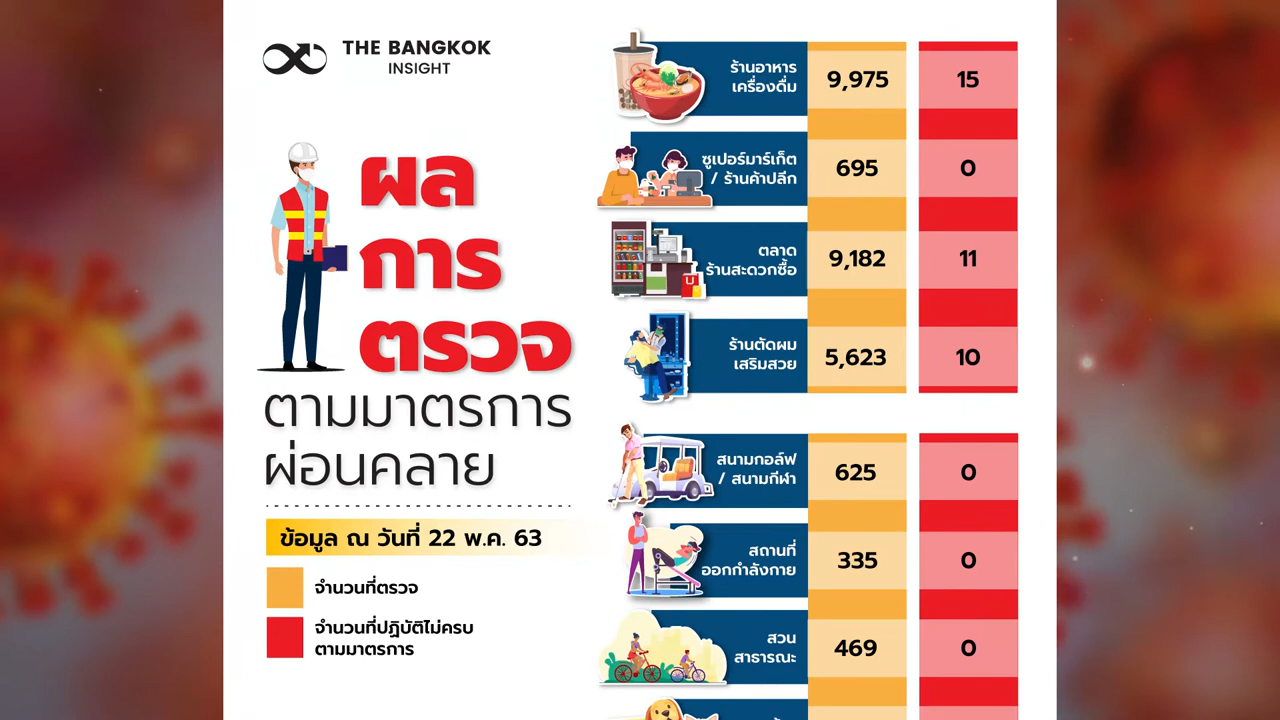 THE BANGKOK
INSIGHT
ผล
การ
ตรวจ
ตามมาตรการ
ผ่อนคลาย
ข้อมูล ณ วันที่ 22 พ.ค. 63
จำนวนที่ตรวจ
จำนวนที่ปฏิบัติไม่ครบ
ตามมาตรการ
ร้านอาหาร
เครื่องดื่ม
9,975
15
ซูเปอร์มาร์เก็ต
/ ร้านค้าปลีก
695
0
ตลาด
ร้านสะดวกซื้อ
9,182
11
ร้านตัดผม
เสริมสวย
5,623
10
สนามกอล์ฟ
/ สนามกีฬา
625
0
สถานที่
ออกกำลังกาย
335
0
สวน
สาธารณะ
469
0